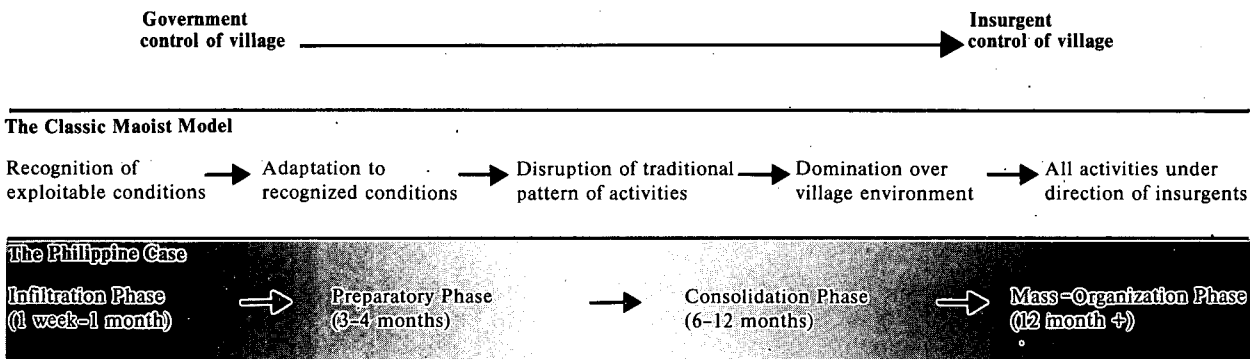 Government
control of village
Insurgent
control of village
The Classic Maoist Model
Recognition of
exploitable conditions
Adaptation to
recognized conditions
Disruption of traditional
pattern of activities
Domination over
village environment
All activities under
direction of insurgents
The Philippine Case
Infiltration Phase
(1 week-1 month)
Preparatory Phase
(3-4 months)
Consolidation Phase
(6-12 months)
Mass-Organization Phase
(12 month +)